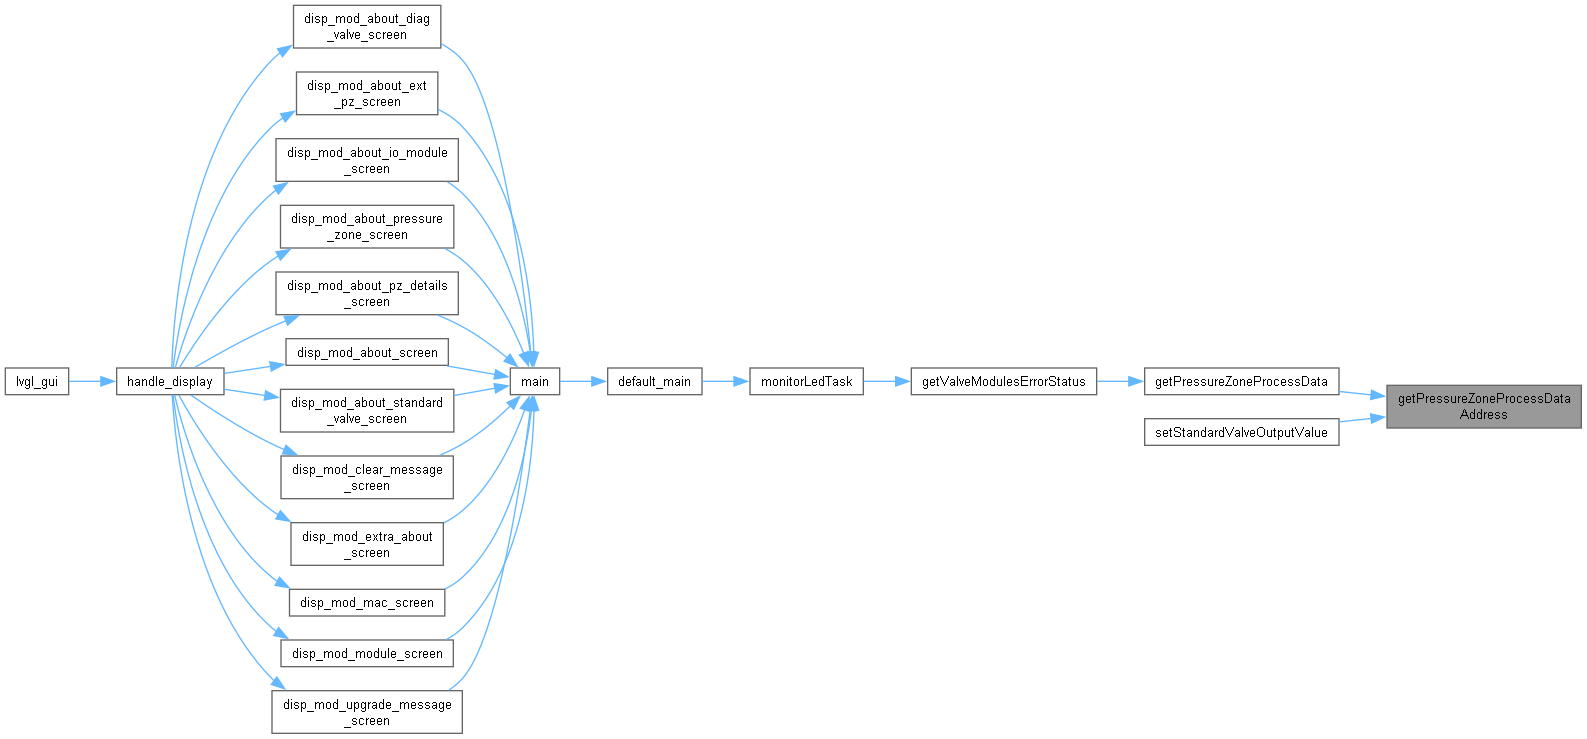 disp_mod_about_diag
_valve_screen
disp_mod_about_ext
_pz_screen
disp_mod_about_io_module
_screen
disp_mod_about_pressure
_zone_screen
disp_mod_about_pz_details
_screen
disp_mod_about_screen
lvgl_gui
handle_display
main
default_main
monitorLedTask
getValveModulesErrorStatus
getPressureZoneProcessData
getPressureZoneProcessData
Address
disp_mod_about_standard
_valve_screen
setStandardValveOutputValue
disp_mod_clear_message
_screen
disp_mod_extra_about
_screen
disp_mod_mac_screen
disp_mod_module_screen
disp_mod_upgrade_message
_screen